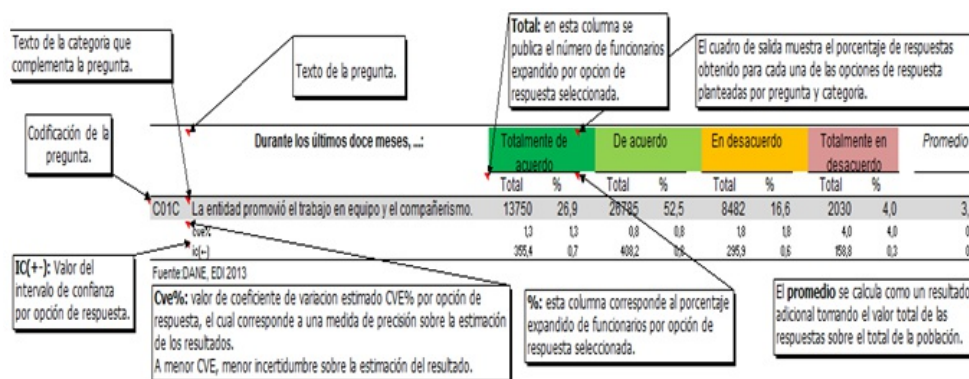 Texto de la categoria que
complementa la pregunta.
Texto de la pregunta.
Total: en esta columna se
publica el número de funcionarios
expandido por opcion de
respuesta seleccionada.
El cuadro de salida muestra el porcentaje de respuestas
obtenido para cada una de las opciones de respuesta
planteadas por pregunta y categoria.
Codificación de la
pregunta.
Durante los últimos doce meses, ...:
Totalmente de
acuerdo
De acuerdo
En desacuerdo
Totalmente en
desacuerdo
Promedio
Total % Total % Total % Total %
C01C La entidad promovió el trabajo en equipo y el compañerismo. 13750 26,9 26785 52,5 8482 16,6 2030 4,0
cve% 1,3 1,3 0,8 0,8 1,8 1,8 4,0 4,0
ic(+-) 355,4 0,7 408,2 0,8 295,9 0,6 158,8 0,3
Fuente:DANE, EDI 2013
IC(+-): Valor del
intervalo de confianza
por opción de respuesta.
Cve%: valor de coeficiente de variacion estimado CVE% por opción de
respuesta, el cual corresponde a una medida de precisión sobre la estimación
de los resultados.
A menor CVE, menor incertidumbre sobre la estimación del resultado.
%: esta columna corresponde al porcentaje
expandido de funcionarios por opción de
respuesta seleccionada.
El promedio se calcula como un resultado
adicional tomando el valor total de las
respuestas sobre el total de la población.